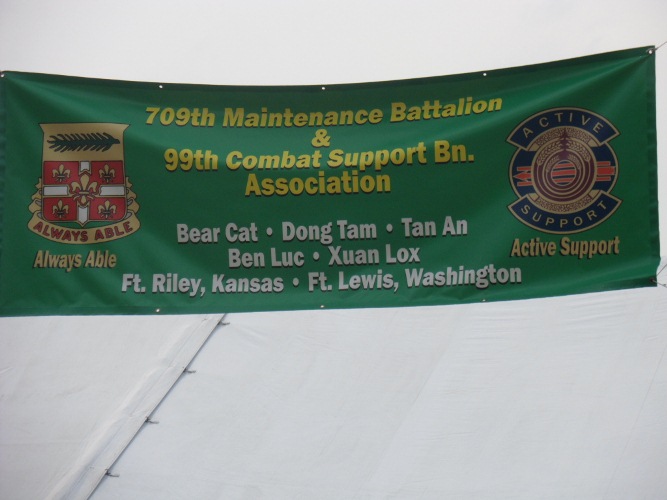 709th Maintenance Battalion
&
99th Combat Support Bn.
Association
ALWAYS ABLE
Always Able
ACTIVE
SUPPORT
Active Support
Bear Cat • Dong Tam • Tan An
Ben Luc • Xuan Lox
Ft. Riley, Kansas • Ft. Lewis, Washington